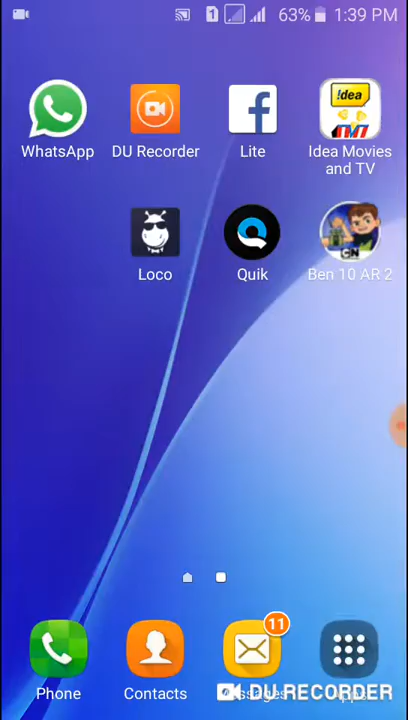 1 63% 1:39 PM
!dea
WhatsApp DU Recorder Lite Idea Movies
and TV
CN
Loco Quik Ben 10 AR 2
11
Phone Contacts
DU RECORDER